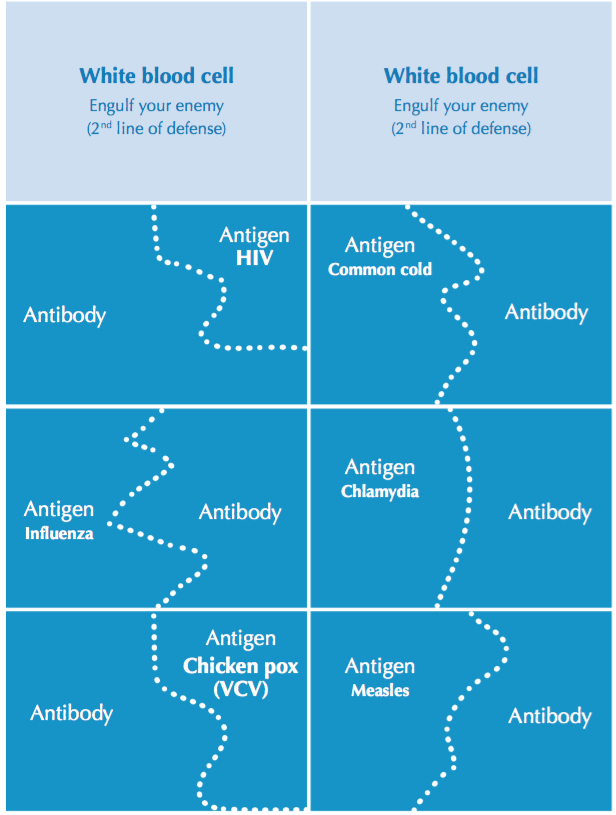 White blood cell
Engulf your enemy
(2nd line of defense)
White blood cell
Engulf your enemy
(2nd line of defense)
Antigen
HIV
Antibody
Antigen
Common cold
Antibody
Antigen
Influenza
Antibody
Antigen
Chlamydia
Antibody
Antigen
Chicken pox
(VCV)
Antibody
Antigen
Measles
Antibody